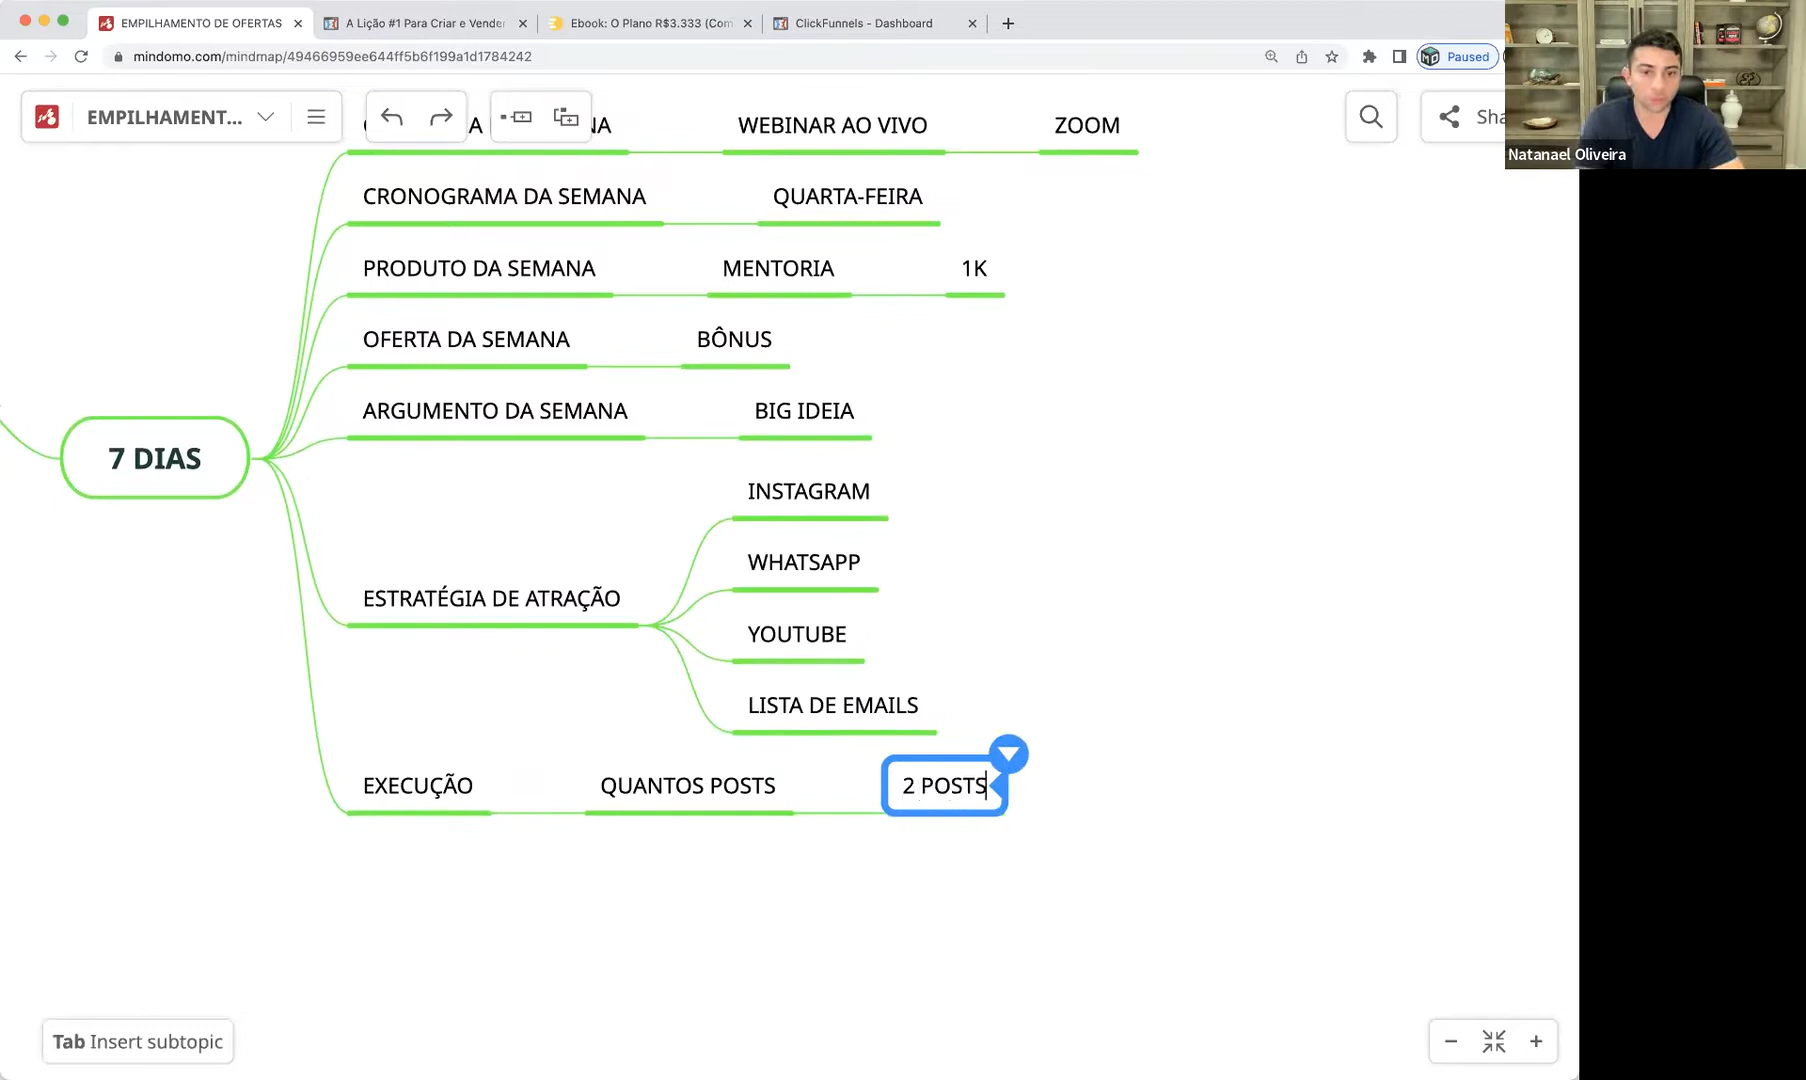 EMPILHAMENTO DE OFERTAS
A Lição #1 Para Criar e Vender
Ebook: O Plano R$3.333 (Com
ClickFunnels - Dashboard
mindomo.com/mindmap/49466959ee644ff5b6f199a1d1784242
Paused
EMPILHAMENT...
WEBINAR AO VIVO
ZOOM
Sha
Natanael Oliveira
CRONOGRAMA DA SEMANA
QUARTA-FEIRA
PRODUTO DA SEMANA
MENTORIA
1K
OFERTA DA SEMANA
BÔNUS
ARGUMENTO DA SEMANA
BIG IDEIA
7 DIAS
INSTAGRAM
WHATSAPP
ESTRATÉGIA DE ATRAÇÃO
YOUTUBE
LISTA DE EMAILS
EXECUÇÃO
QUANTOS POSTS
2 POSTS
Tab Insert subtopic